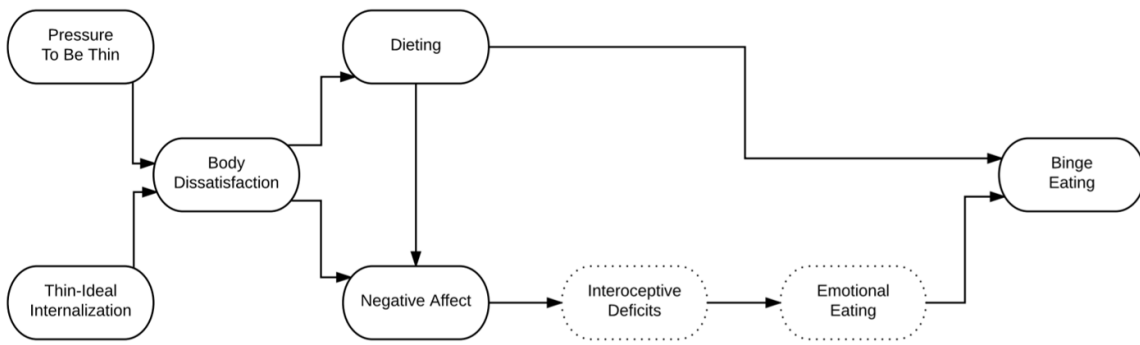 Pressure
To Be Thin
Dieting
Body
Dissatisfaction
Binge
Eating
Thin-Ideal
Internalization
Negative Affect
Interoceptive
Deficits
Emotional
Eating